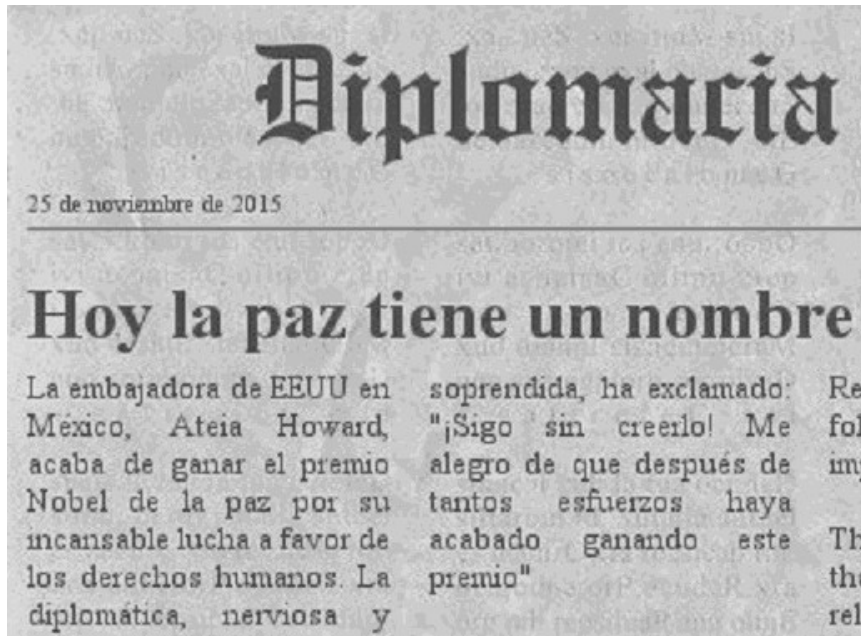 Diplomacia
25 de noviembre de 2015
Hoy la paz tiene un nombre
La embajadora de EEUU en
México, Ateia Howard,
acaba de ganar el premio
Nobel de la paz por su
incansable lucha a favor de
los derechos humanos. La
diplomática, nerviosa y
soprendida, ha exclamado:
"¡Sigo sin creerlo! Me
alegro de que después de
tantos esfuerzos haya
acabado ganando este
premio"